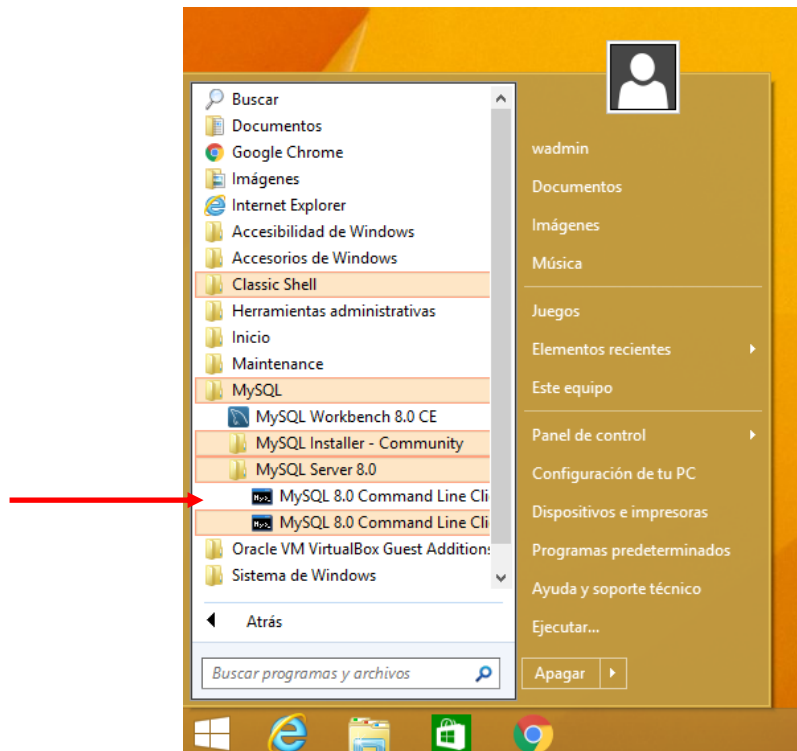 Buscar
Documentos
Google Chrome
Imágenes
Internet Explorer
Accesibilidad de Windows
Accesorios de Windows
Classic Shell
Herramientas administrativas
Inicio
Maintenance
MySQL
MySQL Workbench 8.0 CE
MySQL Installer - Community
MySQL Server 8.0
MySQL 8.0 Command Line Cli
MySQL 8.0 Command Line Cli
Oracle VM VirtualBox Guest Additions
Sistema de Windows
Atrás
Buscar programas y archivos
wadmin
Documentos
Imágenes
Música
Juegos
Elementos recientes
Este equipo
Panel de control
Configuración de tu PC
Dispositivos e impresoras
Programas predeterminados
Ayuda y soporte técnico
Ejecutar...
Apagar